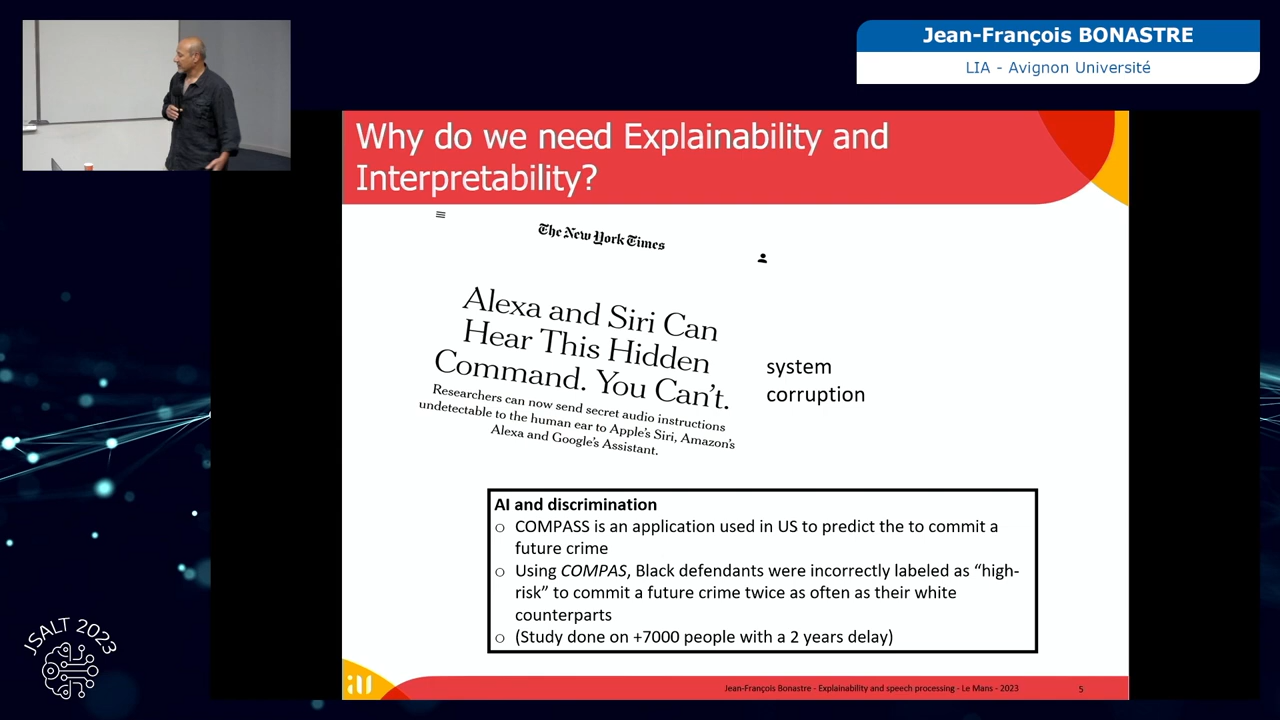 Jean-François BONASTRE
LIA - Avignon Université
Why do we need Explainability and
Interpretability?
The New York Times
Alexa and Siri Can
Hear This Hidden
Command. You Can't.
Researchers can now send secret audio instructions
undetectable to the human ear to Apple's Siri, Amazon's
Alexa and Google's Assistant.
system
corruption
AI and discrimination
o COMPASS is an application used in US to predict the to commit a
future crime
o Using COMPAS, Black defendants were incorrectly labeled as “high-
risk” to commit a future crime twice as often as their white
counterparts
o (Study done on +7000 people with a 2 years delay)
JSALT 2023
Jean-François Bonastre - Explainability and speech processing - Le Mans - 2023
5